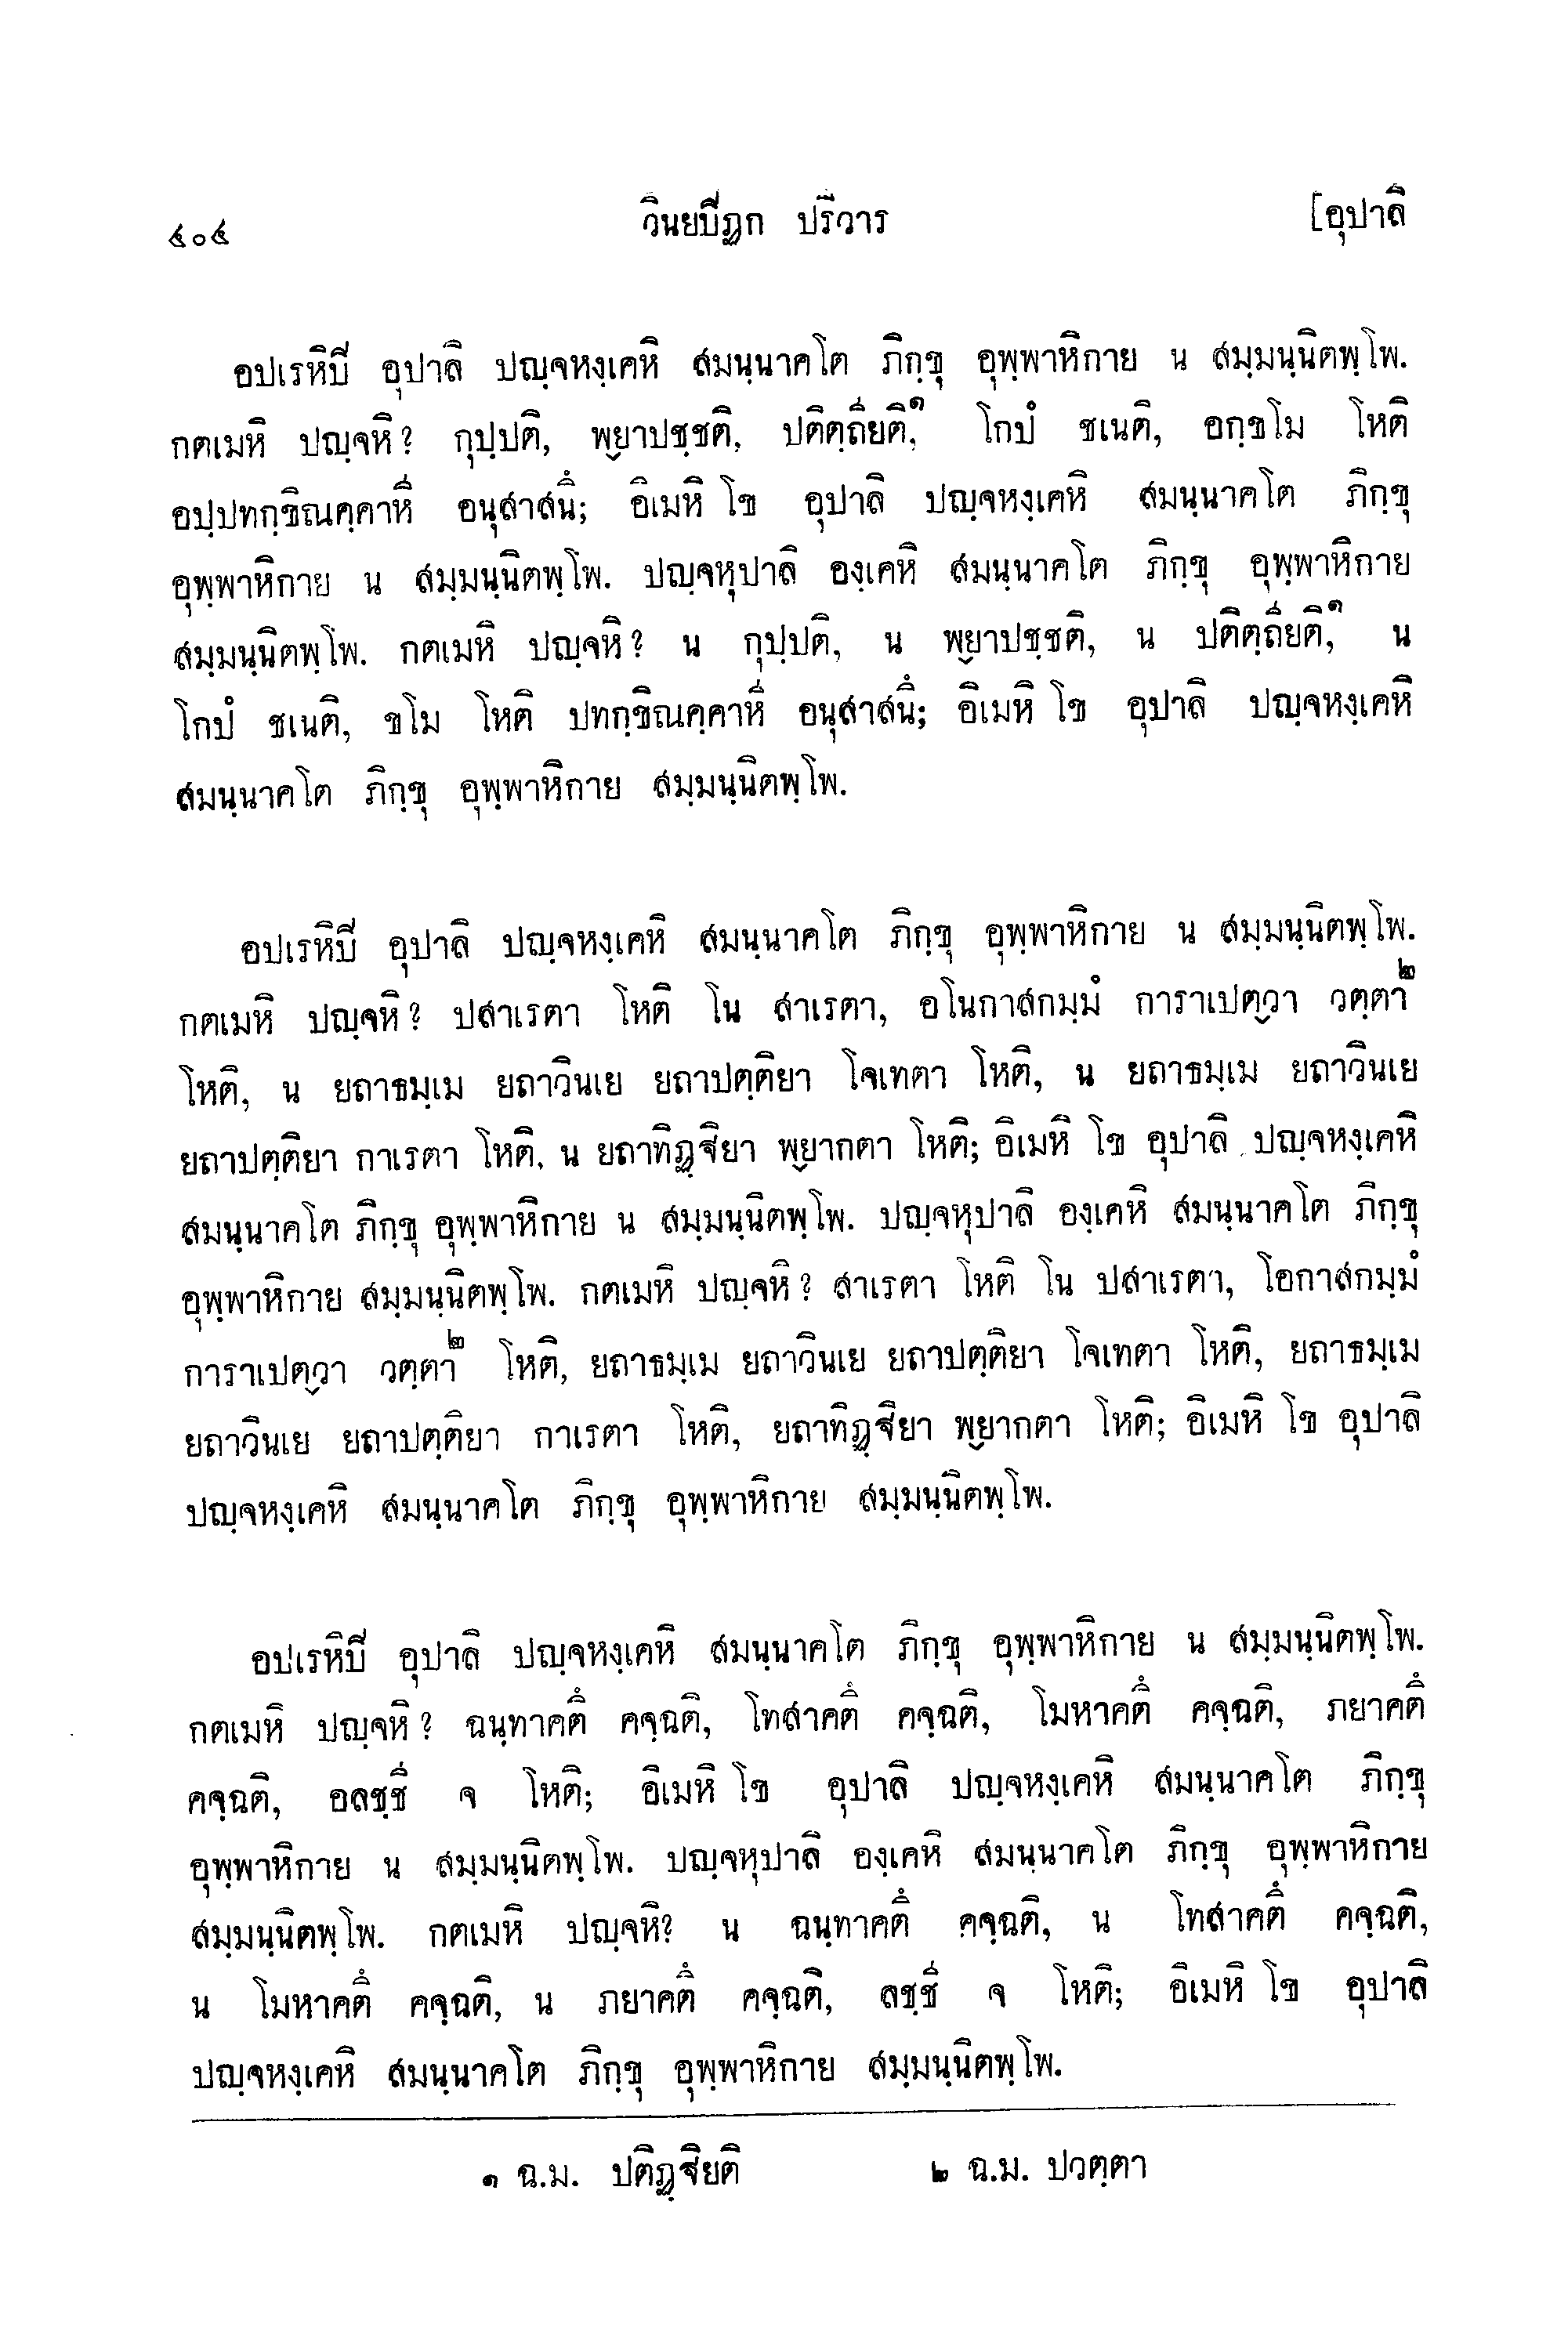 ๕๐๕ วินยปิฏก ปริวาร [อุปาลิ
อปเรหิปิ อุปาลิ ปญฺจหงฺเคหิ สมนฺนาคโต ภิกฺขุ อุพฺพาหิกาย น สมฺมนฺนิตพฺโพ.
กตเมหิ ปญฺจหิ? กุปฺปติ, พฺยาปชฺชติ, ปติตฺถิยติ,๑ โกปํ ชเนติ, อกฺขโม โหติ
อปฺปทกฺขิณคฺคาหี อนุสาสนึ; อิเมหิ โข อุปาลิ ปญฺจหงฺเคหิ สมนฺนาคโต ภิกฺขุ
อุพฺพาหิกาย น สมฺมนฺนิตพฺโพ. ปญฺจหุปาลิ องฺเคหิ สมนฺนาคโต ภิกฺขุ อุพฺพาหิกาย
สมฺมนฺนิตพฺโพ. กตเมหิ ปญฺจหิ? น กุปฺปติ, น พฺยาปชฺชติ, น ปติตฺถิยติ,๑ น
โกปํ ชเนติ, ขโม โหติ ปทกฺขิณคฺคาหี อนุสาสนึ; อิเมหิ โข อุปาลิ ปญฺจหงฺเคหิ
สมนฺนาคโต ภิกฺขุ อุพฺพาหิกาย สมฺมนฺนิตพฺโพ.
อปเรหิปิ อุปาลิ ปญฺจหงฺเคหิ สมนฺนาคโต ภิกฺขุ อุพฺพาหิกาย น สมฺมนฺนิตพฺโพ.
กตเมหิ ปญฺจหิ? ปสาเรตา โหติ โน สาเรตา, อโนกาสกมฺมํ การาเปตฺวา วตฺตา๒
โหติ, น ยถาธมฺเม ยถาวินเย ยถาปตฺติยา โจเทตา โหติ, น ยถาธมฺเม ยถาวินเย
ยถาปตฺติยา กาเรตา โหติ, น ยถาทิฏฺฐิยา พฺยากตา โหติ; อิเมหิ โข อุปาลิ ปญฺจหงฺเคหิ
สมนฺนาคโต ภิกฺขุ อุพฺพาหิกาย น สมฺมนฺนิตพฺโพ. ปญฺจหุปาลิ องฺเคหิ สมนฺนาคโต ภิกฺขุ
อุพฺพาหิกาย สมฺมนฺนิตพฺโพ. กตเมหิ ปญฺจหิ? สาเรตา โหติ โน ปสาเรตา, โอกาสกมฺมํ
การาเปตฺวา วตฺตา๒ โหติ, ยถาธมฺเม ยถาวินเย ยถาปตฺติยา โจเทตา โหติ, ยถาธมฺเม
ยถาวินเย ยถาปตฺติยา กาเรตา โหติ, ยถาทิฏฺฐิยา พฺยากตา โหติ; อิเมหิ โข อุปาลิ
ปญฺจหงฺเคหิ สมนฺนาคโต ภิกฺขุ อุพฺพาหิกาย สมฺมนฺนิตพฺโพ.
อปเรหิปิ อุปาลิ ปญฺจหงฺเคหิ สมนฺนาคโต ภิกฺขุ อุพฺพาหิกาย น สมฺมนฺนิตพฺโพ.
กตเมหิ ปญฺจหิ? ฉนฺทาคตึ คจฺฉติ, โทสาคตึ คจฺฉติ, โมหาคตึ คจฺฉติ, ภยาคตึ
คจฺฉติ, อลชฺชี จ โหติ; อิเมหิ โข อุปาลิ ปญฺจหงฺเคหิ สมนฺนาคโต ภิกฺขุ
อุพฺพาหิกาย น สมฺมนฺนิตพฺโพ. ปญฺจหุปาลิ องฺเคหิ สมนฺนาคโต ภิกฺขุ อุพฺพาหิกาย
สมฺมนฺนิตพฺโพ. กตเมหิ ปญฺจหิ? น ฉนฺทาคตึ คจฺฉติ, น โทสาคตึ คจฺฉติ,
น โมหาคตึ คจฺฉติ, น ภยาคตึ คจฺฉติ, ลชฺชี จ โหติ; อิเมหิ โข อุปาลิ
ปญฺจหงฺเคหิ สมนฺนาคโต ภิกฺขุ อุพฺพาหิกาย สมฺมนฺนิตพฺโพ.
๑ ฉ.ม. ปติฏฺฐิยติ ๒ ฉ.ม. ปวตฺตา